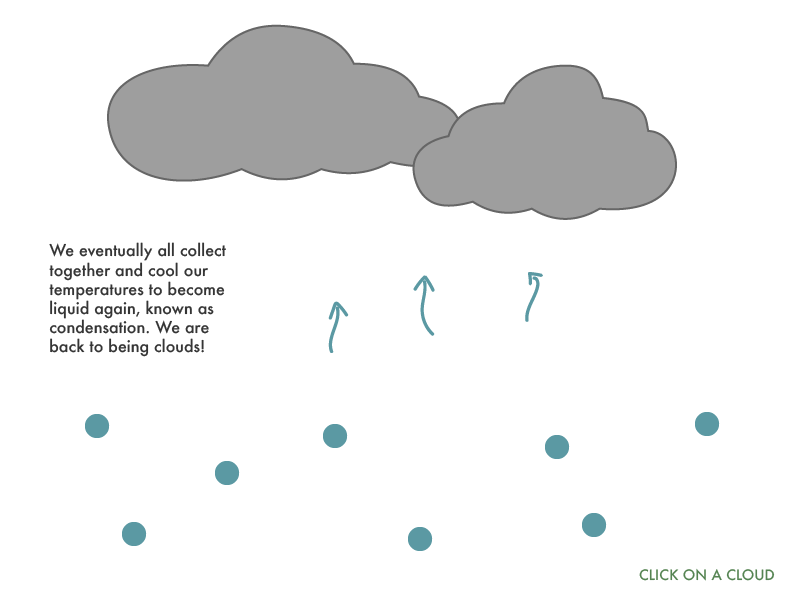 We eventually all collect
together and cool our
temperatures to become
liquid again, known as
condensation. We are
back to being clouds!
CLICK ON A CLOUD